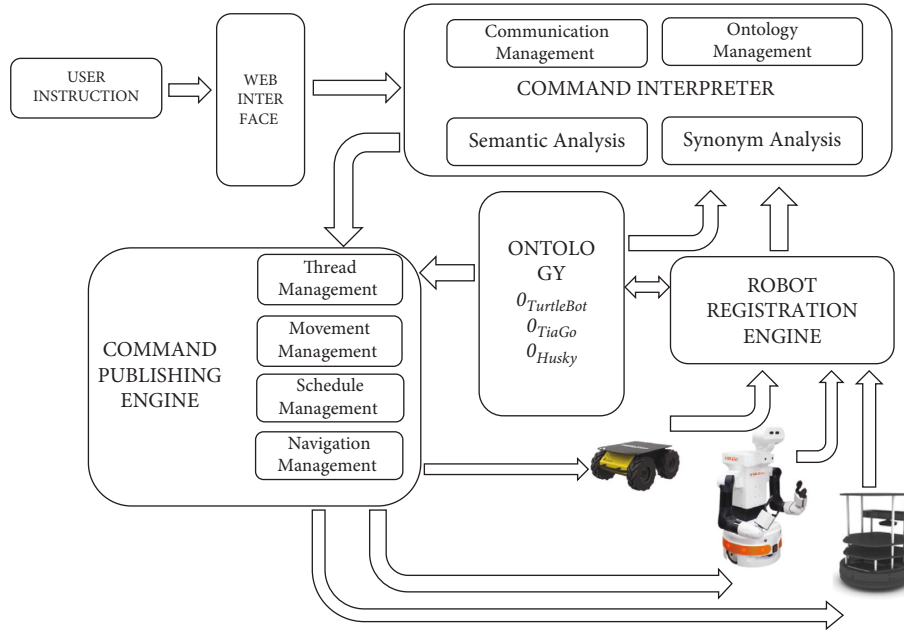 USER
INSTRUCTION
WEB
INTER
FACE
Communication
Management
Ontology
Management
COMMAND INTERPRETER
Semantic Analysis
Synonym Analysis
COMMAND
PUBLISHING
ENGINE
Thread
Management
Movement
Management
Schedule
Management
Navigation
Management
ONTOLO
GY
0TurtleBot
0TiaGo
0Husky
ROBOT
REGISTRATION
ENGINE